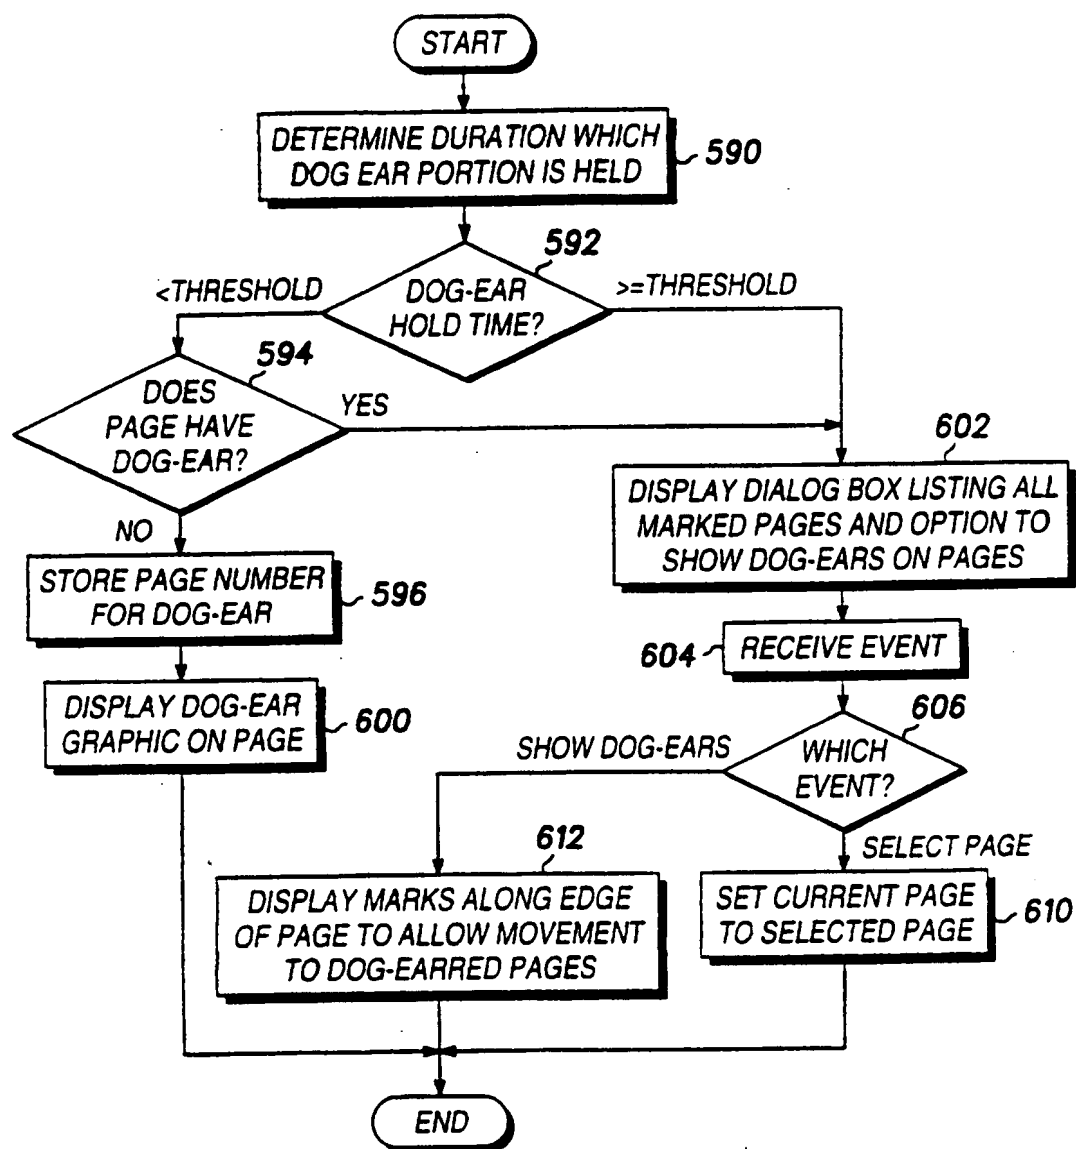 START
DETERMINE DURATION WHICH
DOG EAR PORTION IS HELD
590
592
<THRESHOLD
DOG-EAR
HOLD TIME?
>=THRESHOLD
594
DOES
PAGE HAVE
DOG-EAR?
YES
NO
602
DISPLAY DIALOG BOX LISTING ALL
MARKED PAGES AND OPTION TO
SHOW DOG-EARS ON PAGES
STORE PAGE NUMBER
FOR DOG-EAR
596
604
RECEIVE EVENT
DISPLAY DOG-EAR
GRAPHIC ON PAGE
600
606
SHOW DOG-EARS
WHICH
EVENT?
SELECT PAGE
612
DISPLAY MARKS ALONG EDGE
OF PAGE TO ALLOW MOVEMENT
TO DOG-EARRED PAGES
SET CURRENT PAGE
TO SELECTED PAGE
610
END